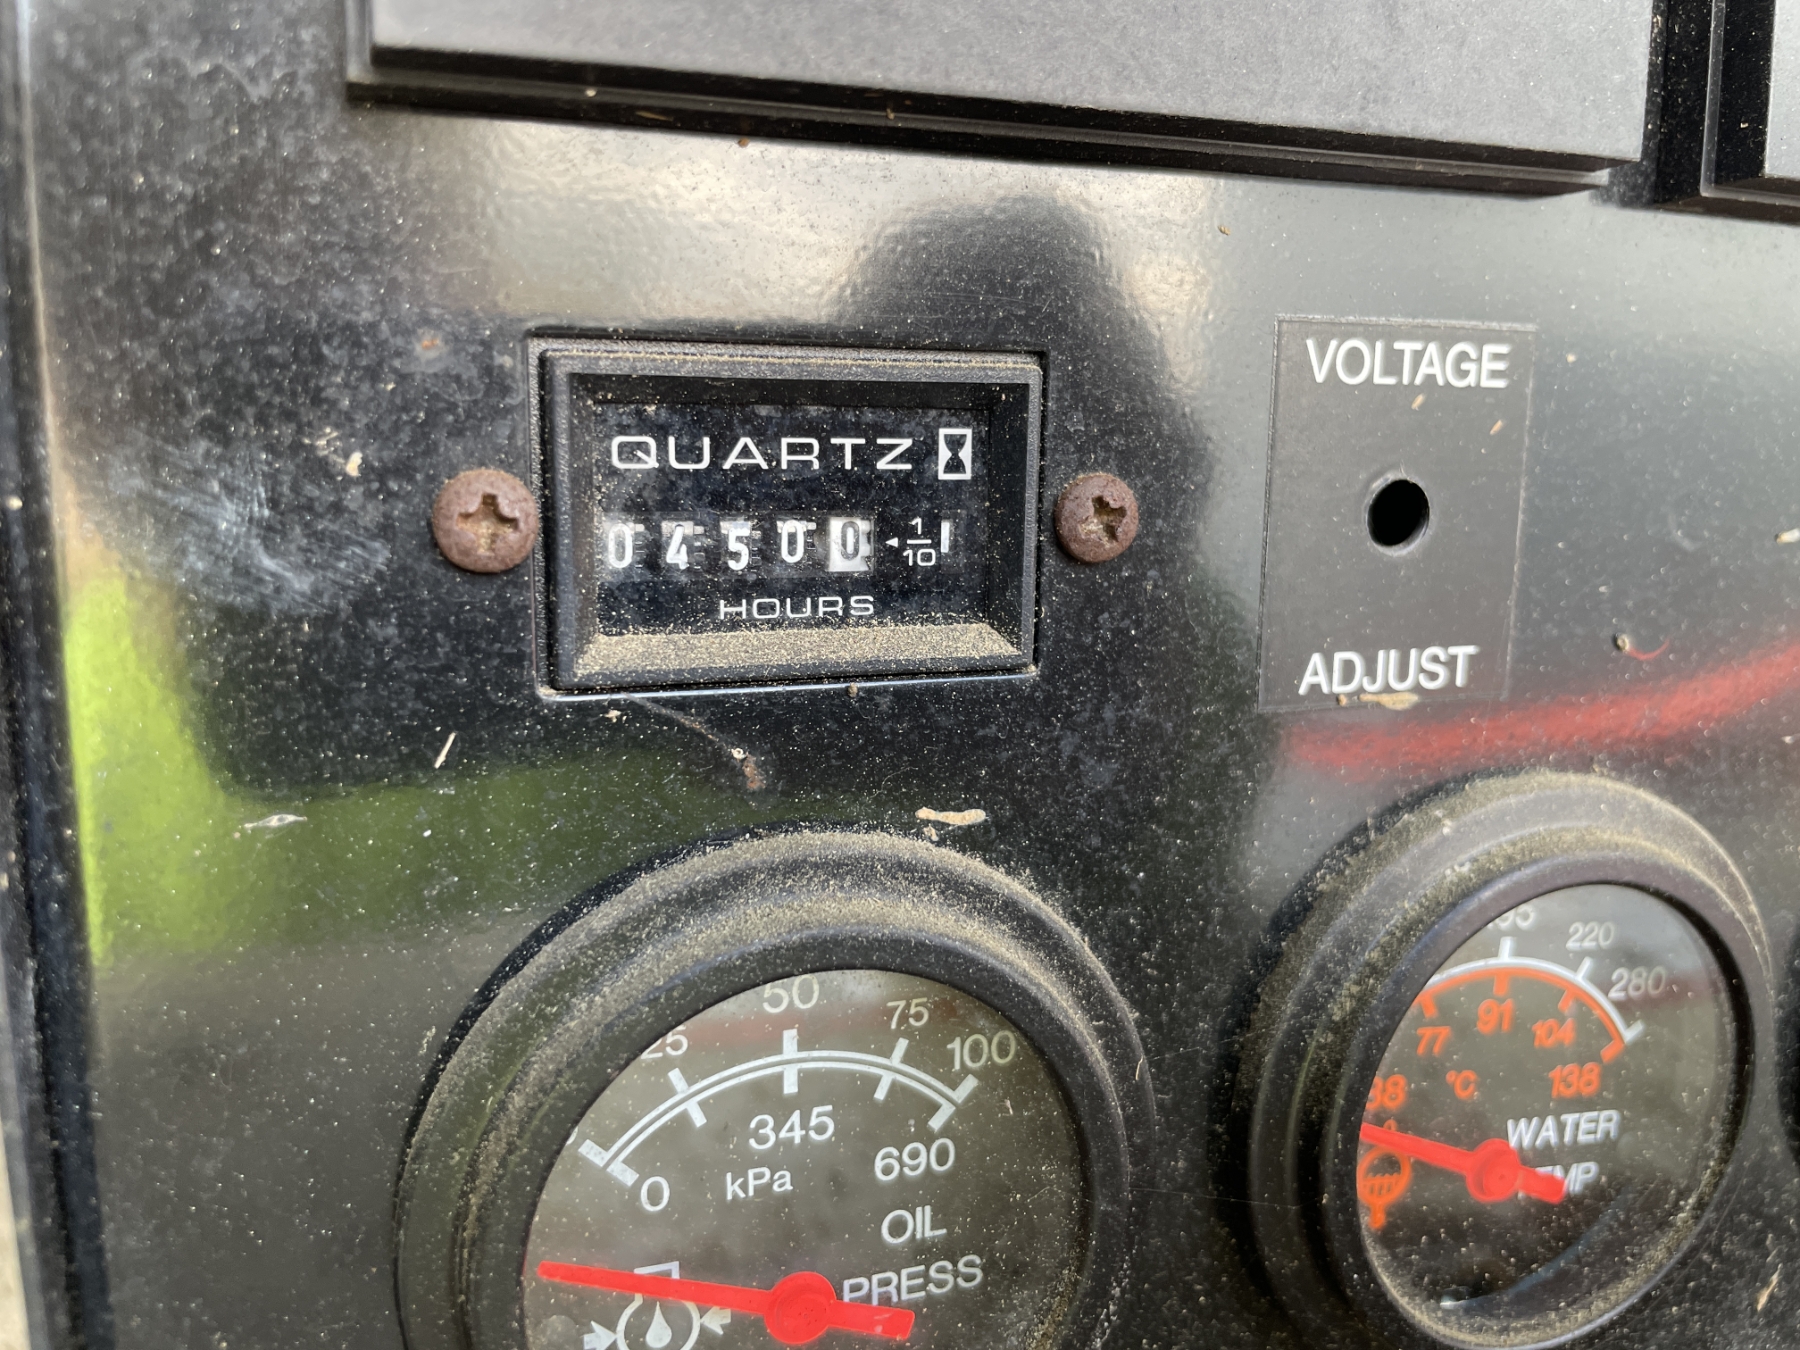 QUARTZ
04500 1/10
HOURS
VOLTAGE
ADJUST
25 50 75 100
0 345 690
kPa
OIL
PRESS
220 280
77 91 104 138
°C
WATER